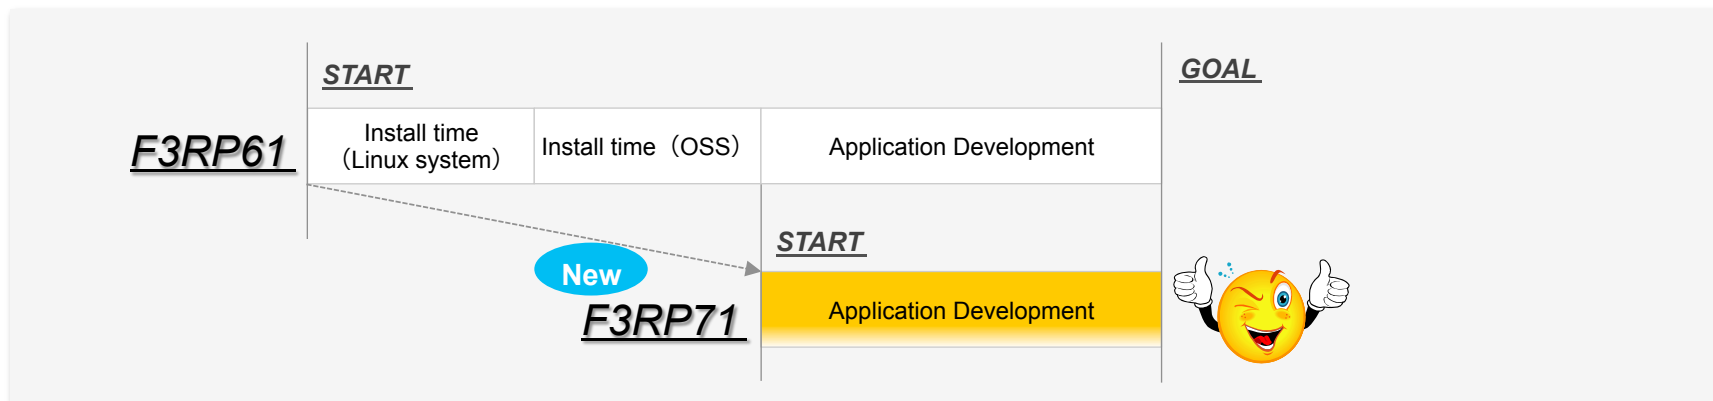 START
GOAL
F3RP61
Install time
（Linux system）
Install time（OSS）
Application Development
START
New
F3RP71
Application Development